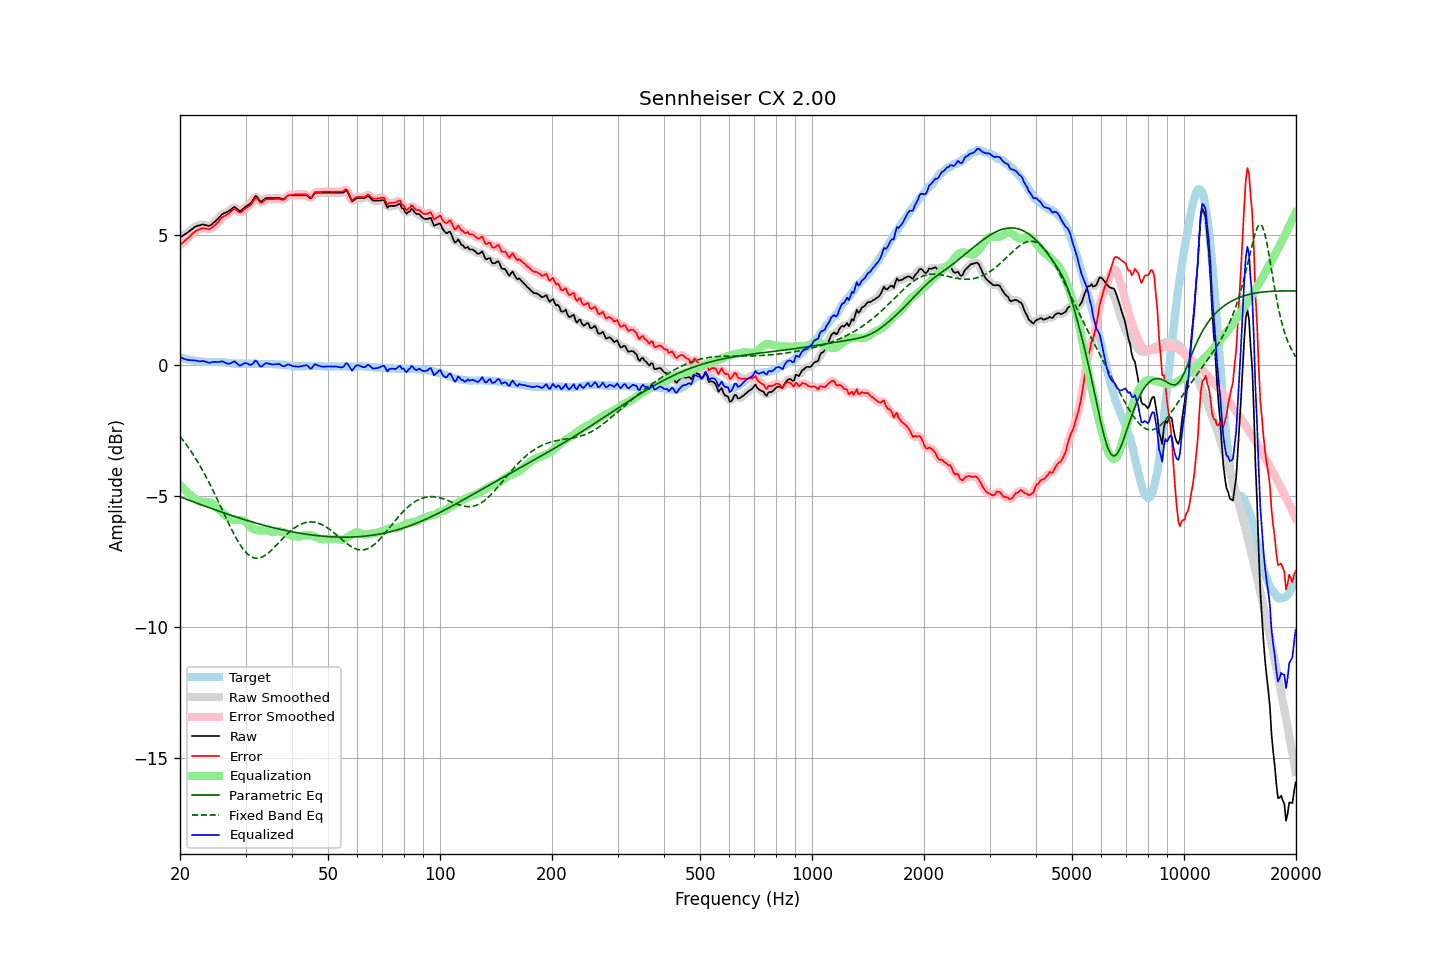 Sennheiser CX 2.00
Amplitude (dBr)
5
0
−5
−10
−15
Target
Raw Smoothed
Error Smoothed
Raw
Error
Equalization
Parametric Eq
Fixed Band Eq
Equalized
20 50 100 200 500 1000 2000 5000 10000 20000
Frequency (Hz)